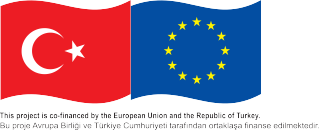 This project is co-financed by the European Union and the Republic of Turkey.
Bu proje Avrupa Birliği ve Türkiye Cumhuriyeti tarafından ortaklaşa finanse edilmektedir.